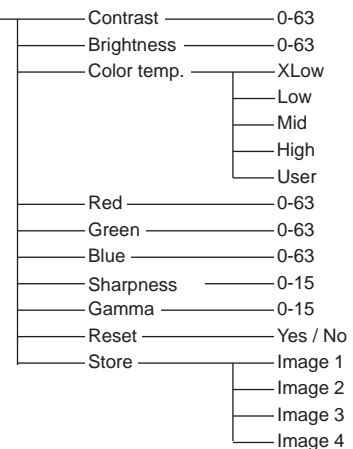 Contrast 0-63
Brightness 0-63
Color temp. XLow
Low
Mid
High
User
Red 0-63
Green 0-63
Blue 0-63
Sharpness 0-15
Gamma 0-15
Reset Yes / No
Store Image 1
Image 2
Image 3
Image 4